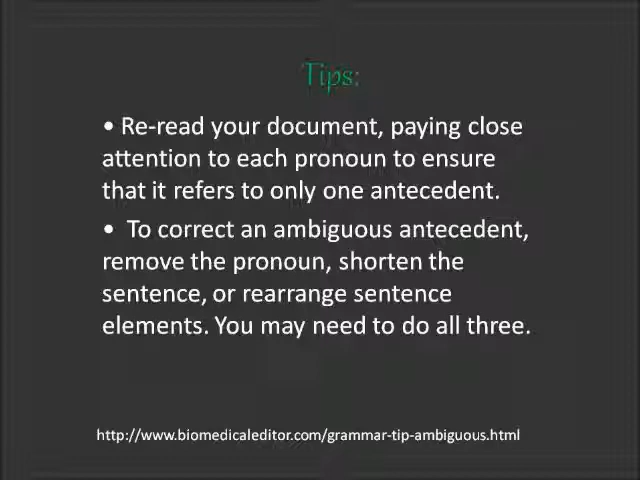 Tips:
• Re-read your document, paying close
attention to each pronoun to ensure
that it refers to only one antecedent.
• To correct an ambiguous antecedent,
remove the pronoun, shorten the
sentence, or rearrange sentence
elements. You may need to do all three.
http://www.biomedicaleditor.com/grammar-tip-ambiguous.html